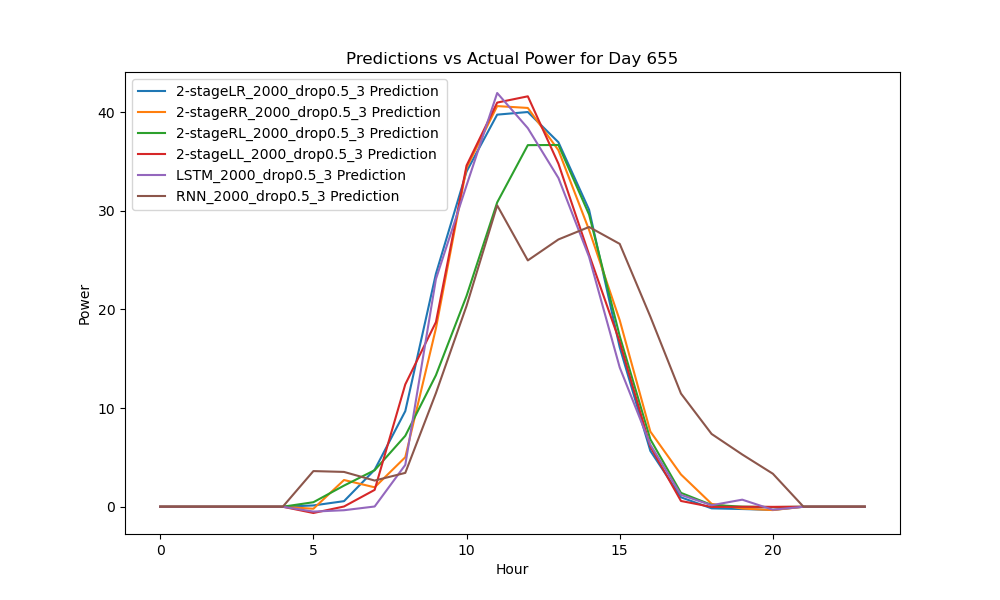 Predictions vs Actual Power for Day 655
2-stageLR_2000_drop0.5_3 Prediction
2-stageRR_2000_drop0.5_3 Prediction
2-stageRL_2000_drop0.5_3 Prediction
2-stageLL_2000_drop0.5_3 Prediction
LSTM_2000_drop0.5_3 Prediction
RNN_2000_drop0.5_3 Prediction
Power
40
30
20
10
0
0 5 10 15 20
Hour